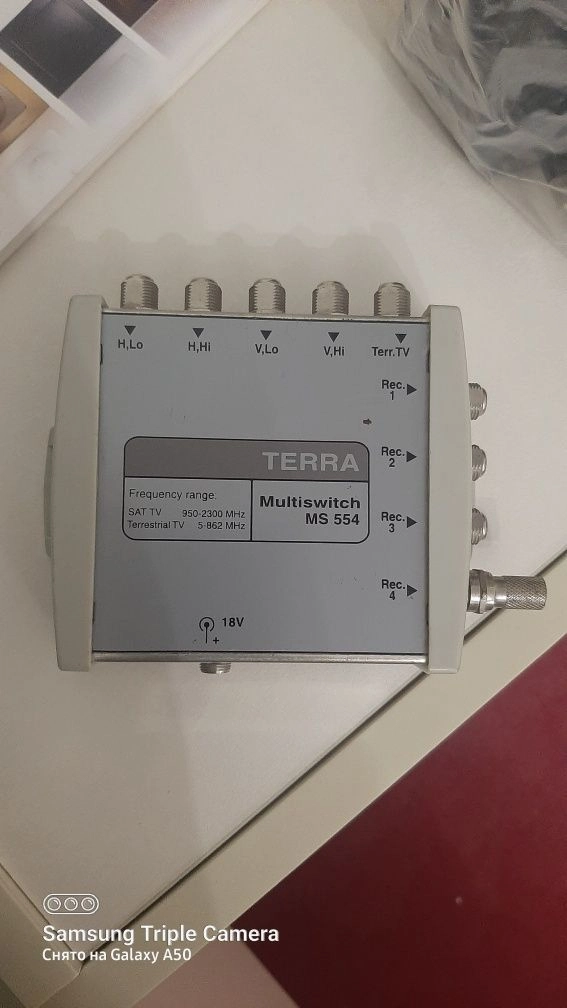 H,Lo
H,Hi
V,Lo
V,Hi
Terr.TV
Rec.
1
TERRA
Rec.
2
Frequency range:
SAT TV 950-2300 MHz
Terrestrial TV 5-862 MHz
Multiswitch
MS 554
Rec.
3
Rec.
4
18V
+
Samsung Triple Camera
Снято на Galaxy A50